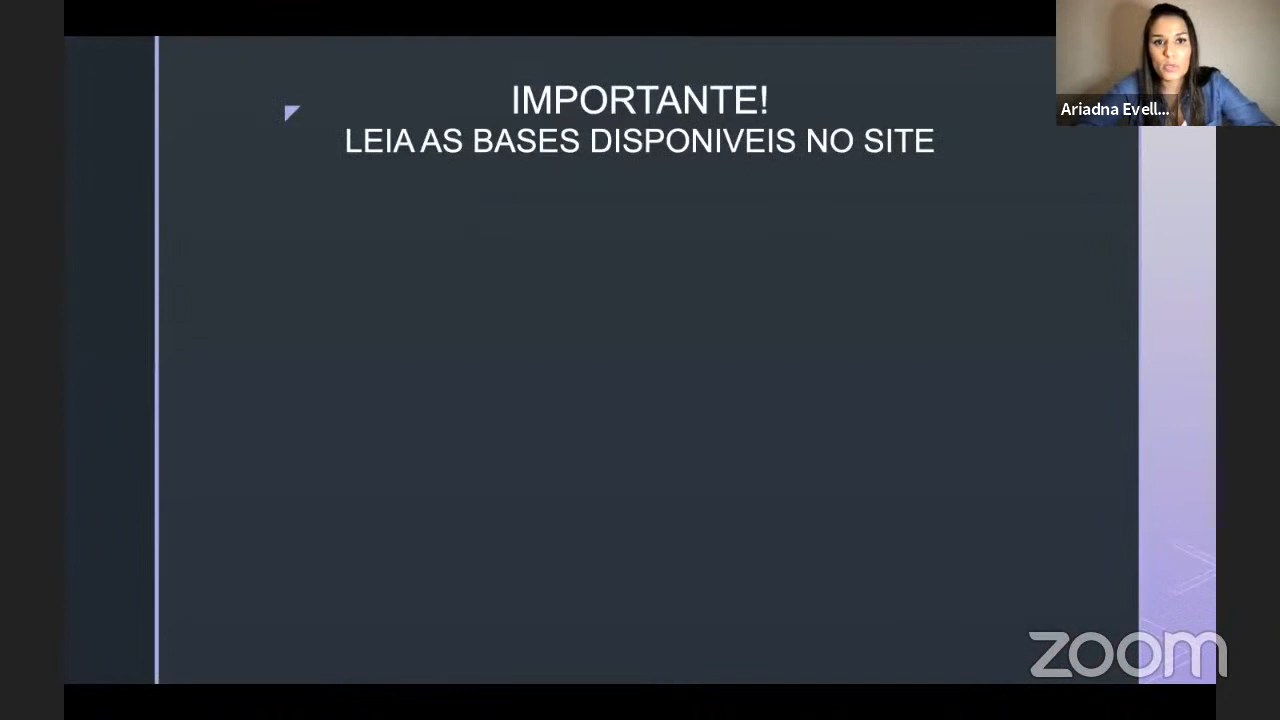 IMPORTANTE!
LEIA AS BASES DISPONIVEIS NO SITE
Ariadna Evell...
zoom